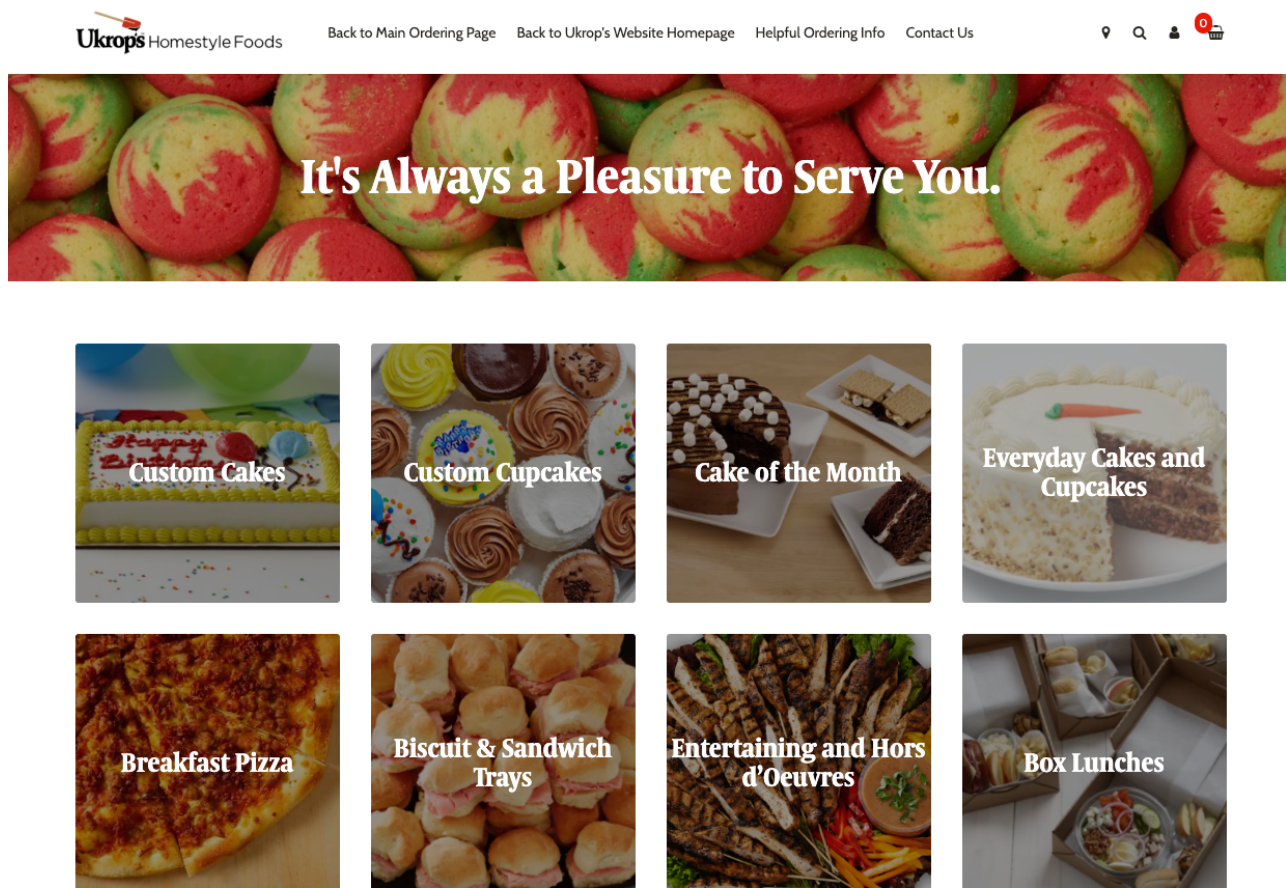 Ukrop's Homestyle Foods
Back to Main Ordering Page
Back to Ukrop's Website Homepage
Helpful Ordering Info
Contact Us
0
It's Always a Pleasure to Serve You.
Happy
Custom Cakes
Custom Cupcakes
Cake of the Month
Everyday Cakes and
Cupcakes
Breakfast Pizza
Biscuit & Sandwich
Trays
Entertaining and Hors
d’Oeuvres
Box Lunches